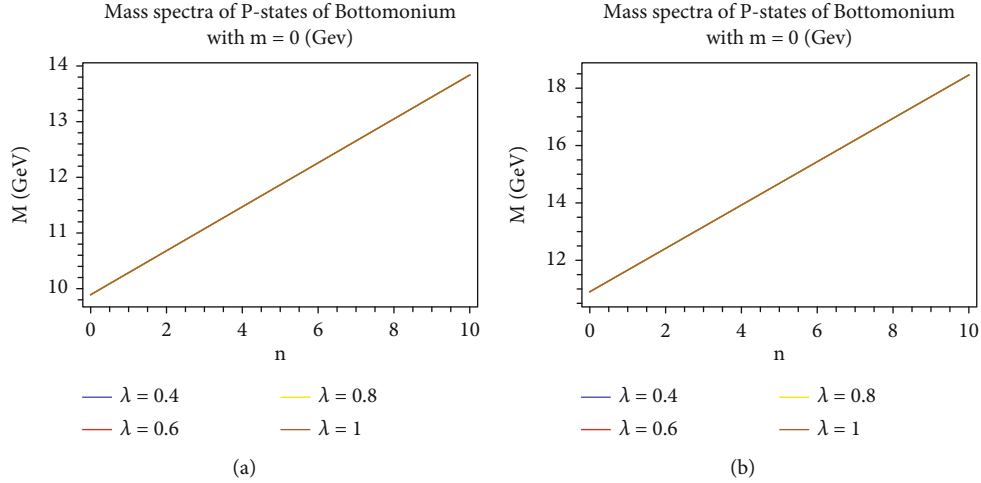 Mass spectra of P-states of Bottomonium
with m = 0 (Gev)
14
13
12
11
10
M (GeV)
0 2 4 6 8 10
n
λ = 0.4 λ = 0.8
λ = 0.6 λ = 1
(a)
Mass spectra of P-states of Bottomonium
with m = 0 (Gev)
18
16
14
12
M (GeV)
0 2 4 6 8 10
n
λ = 0.4 λ = 0.8
λ = 0.6 λ = 1
(b)